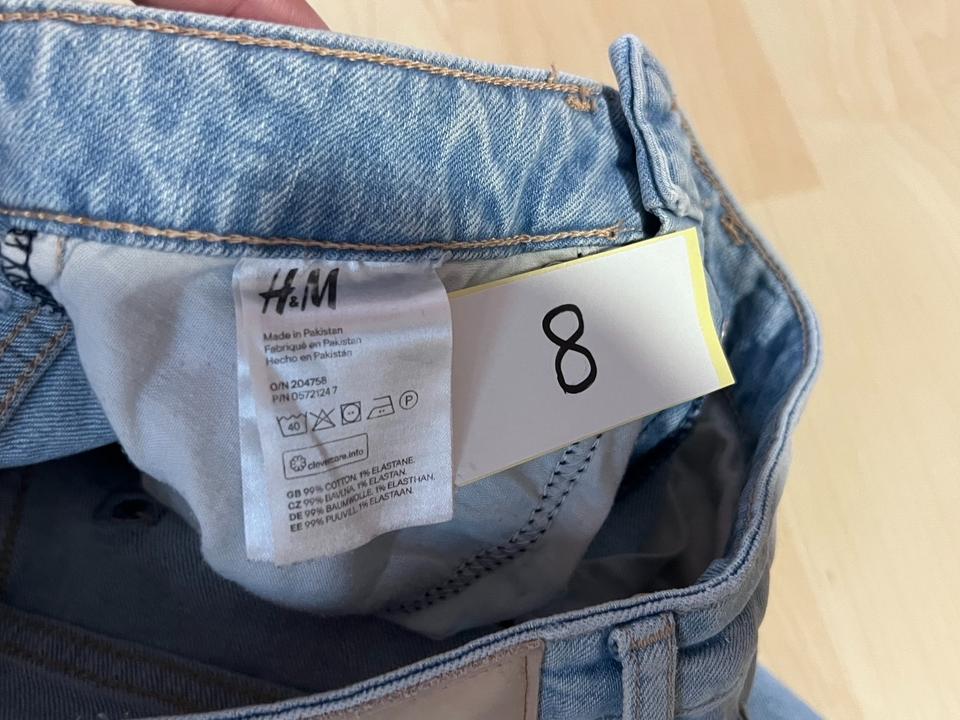 H&M
Made in Pakistan
Fabriqué en Pakistan
Hecho en Pakistán
O/N 204758
P/N 0572124 7
40
P
clevercare.info
GB 99% COTTON. 1% ELASTANE.
CZ 99% BAVLNA. 1% ELASTAN.
DE 99% BAUMWOLLE. 1% ELASTHAN.
EE 99% PUUVILL. 1% ELASTAAN.
8